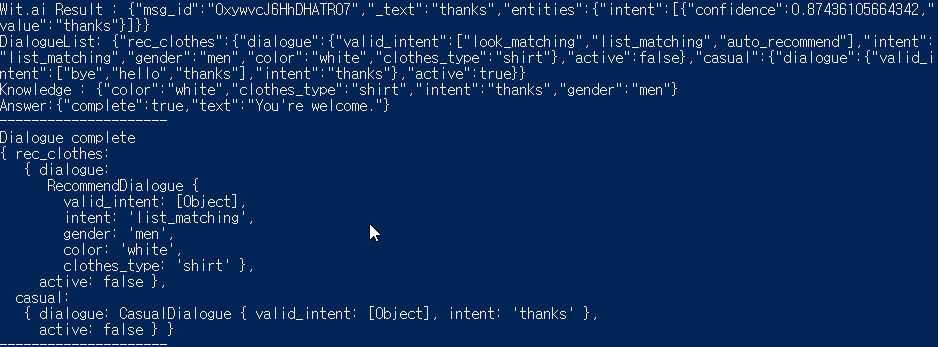 Wit.ai Result : {"msg_id":"0xywvcJ6HhDHATRO7","_text":"thanks","entities":{"intent":[{"confidence":0.87436105664342,"
value":"thanks"}]}}
DialogueList: {"rec_clothes":{"dialogue":{"valid_intent":["look_matching","list_matching","auto_recommend"],"intent":
"list_matching","gender":"men","color":"white","clothes_type":"shirt"},"active":false},"casual":{"dialogue":{"valid_i
ntent":["bye","hello","thanks"],"intent":"thanks"},"active":true}}
Knowledge : {"color":"white","clothes_type":"shirt","intent":"thanks","gender":"men"}
Answer:{"complete":true,"text":"You're welcome."}
---------------------
Dialogue complete
{ rec_clothes:
   { dialogue:
      RecommendDialogue {
        valid_intent: [Object],
        intent: 'list_matching',
        gender: 'men',
        color: 'white',
        clothes_type: 'shirt' },
     active: false },
  casual:
   { dialogue: CasualDialogue { valid_intent: [Object], intent: 'thanks' },
     active: false } }
---------------------